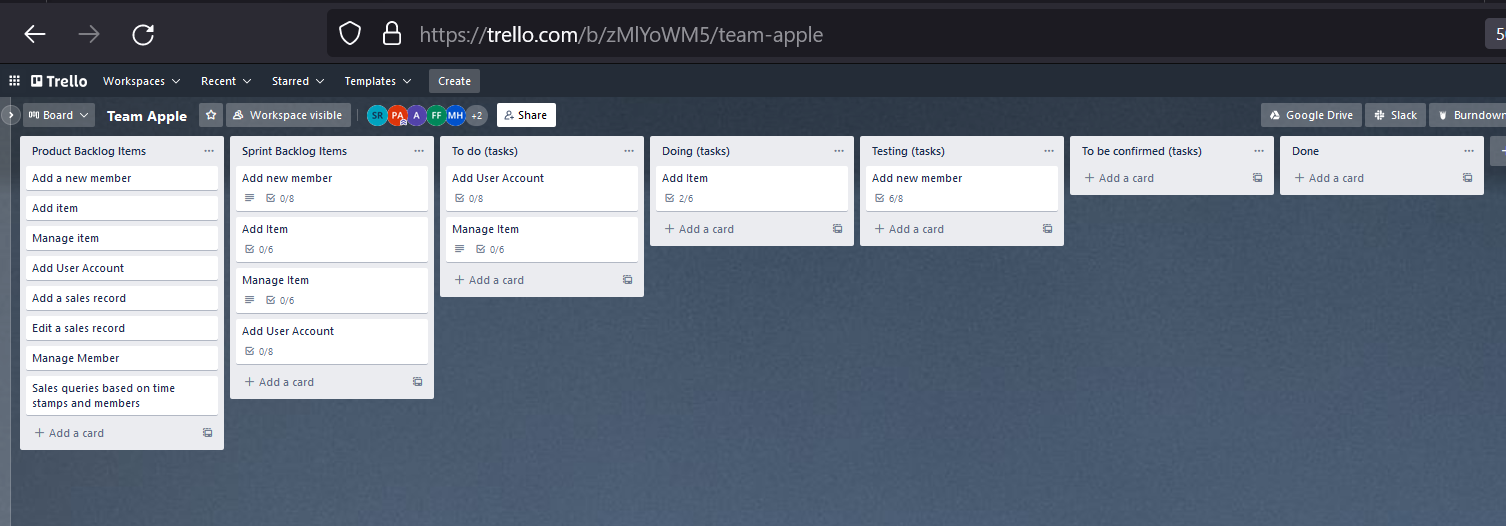 https://trello.com/b/zMlYoWM5/team-apple
Trello Workspaces Recent Starred Templates Create
Board Team Apple Workspace visible SR PA A FF MH +2 Share Google Drive Slack Burndown
Product Backlog Items
Add a new member
Add item
Manage item
Add User Account
Add a sales record
Edit a sales record
Manage Member
Sales queries based on time
stamps and members
+ Add a card
Sprint Backlog Items
Add new member
0/8
Add Item
0/6
Manage Item
0/6
Add User Account
0/8
+ Add a card
To do (tasks)
Add User Account
0/8
Manage Item
0/6
+ Add a card
Doing (tasks)
Add Item
2/6
+ Add a card
Testing (tasks)
Add new member
6/8
+ Add a card
To be confirmed (tasks)
+ Add a card
Done
+ Add a card